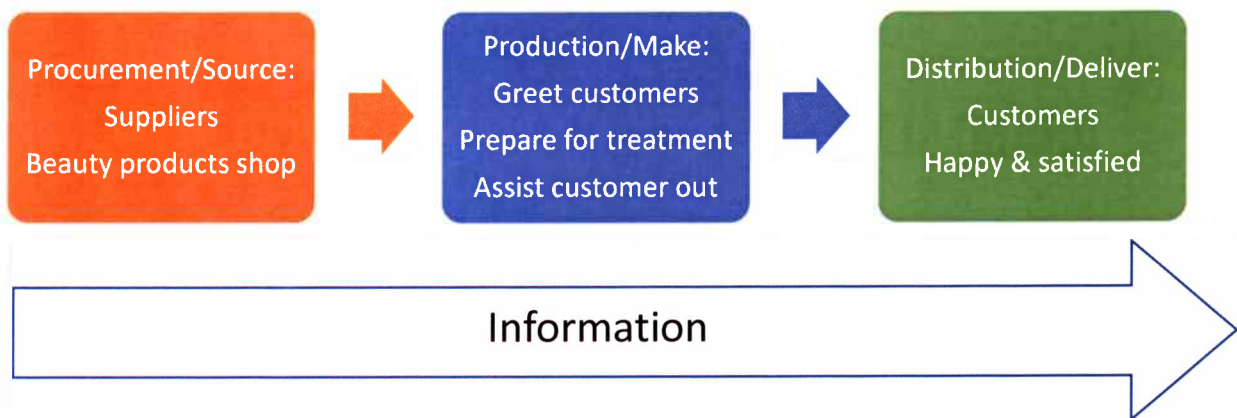 Procurement/Source:
Suppliers
Beauty products shop
Production/Make:
Greet customers
Prepare for treatment
Assist customer out
Distribution/Deliver:
Customers
Happy & satisfied
Information